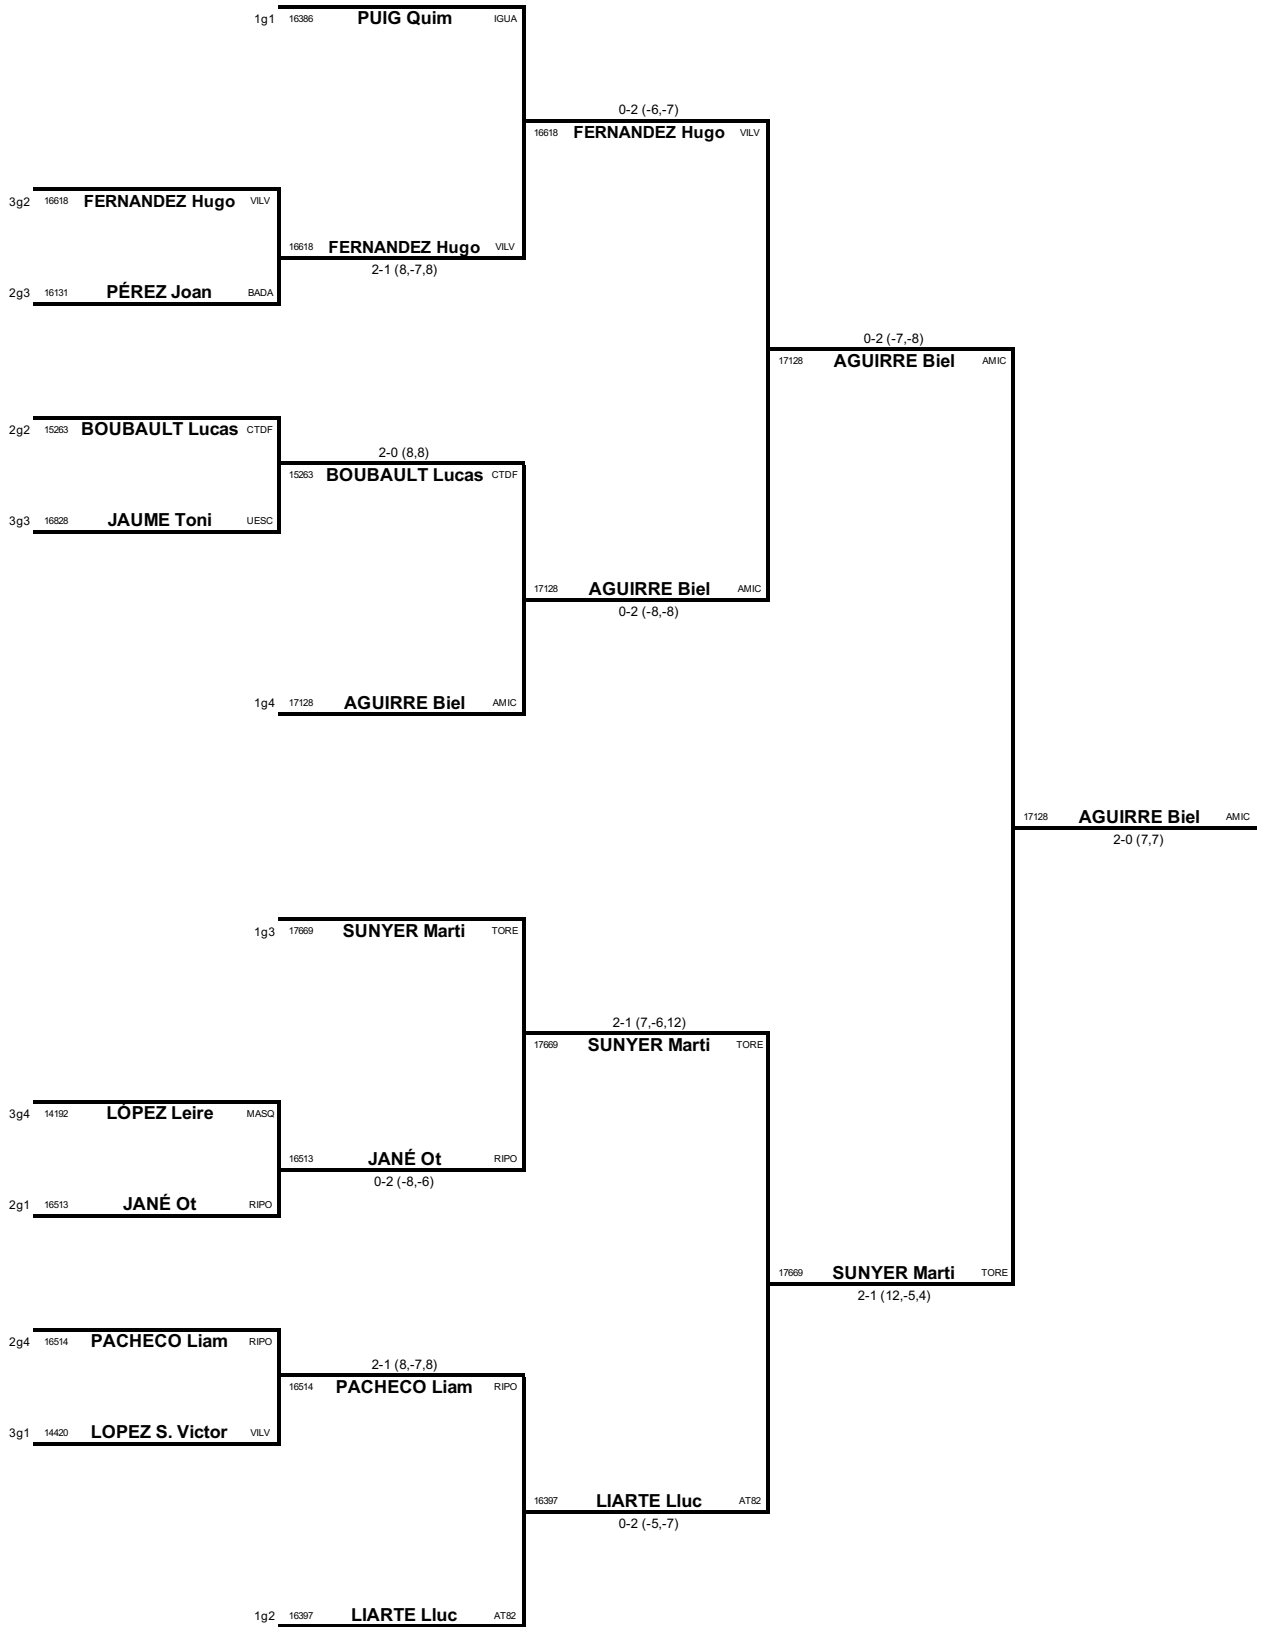 1g1 16386 PUIG Quim IGUA
0-2 (-6,-7)
16618 FERNANDEZ Hugo VILV
3g2 16618 FERNANDEZ Hugo VILV
16618 FERNANDEZ Hugo VILV
2-1 (8,-7,8)
2g3 16131 PÉREZ Joan BADA
0-2 (-7,-8)
17128 AGUIRRE Biel AMIC
2g2 15263 BOUBAULT Lucas CTDF
2-0 (8,8)
15263 BOUBAULT Lucas CTDF
3g3 16828 JAUME Toni UESC
17128 AGUIRRE Biel AMIC
0-2 (-8,-8)
1g4 17128 AGUIRRE Biel AMIC
17128 AGUIRRE Biel AMIC
2-0 (7,7)
1g3 17669 SUNYER Marti TORE
2-1 (7,-6,12)
17669 SUNYER Marti TORE
3g4 14192 LÓPEZ Leire MASQ
16513 JANÉ Ot RIPO
0-2 (-8,-6)
2g1 16513 JANÉ Ot RIPO
17669 SUNYER Marti TORE
2-1 (12,-5,4)
2g4 16514 PACHECO Liam RIPO
2-1 (8,-7,8)
16514 PACHECO Liam RIPO
3g1 14420 LOPEZ S. Victor VILV
16397 LIARTE Lluc AT82
0-2 (-5,-7)
1g2 16397 LIARTE Lluc AT82